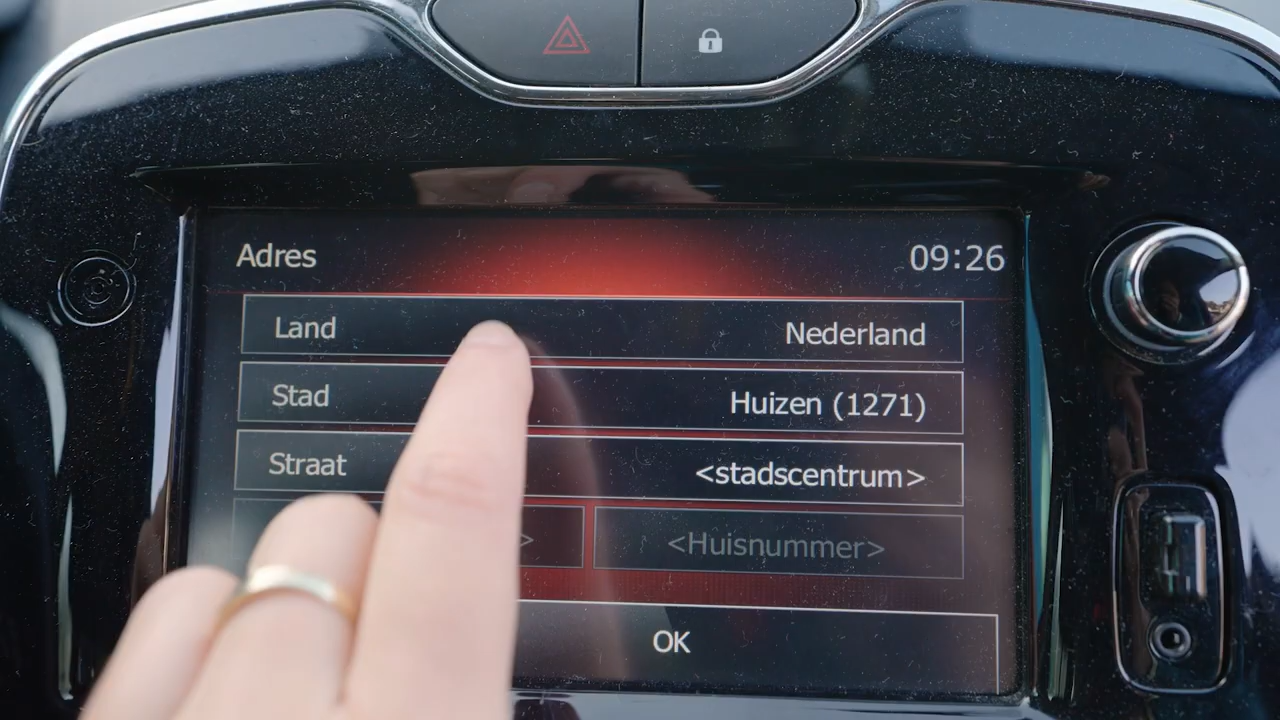 Adres 09:26
Land Nederland
Stad Huizen (1271)
Straat <stadscentrum>
> <Huisnummer>
OK